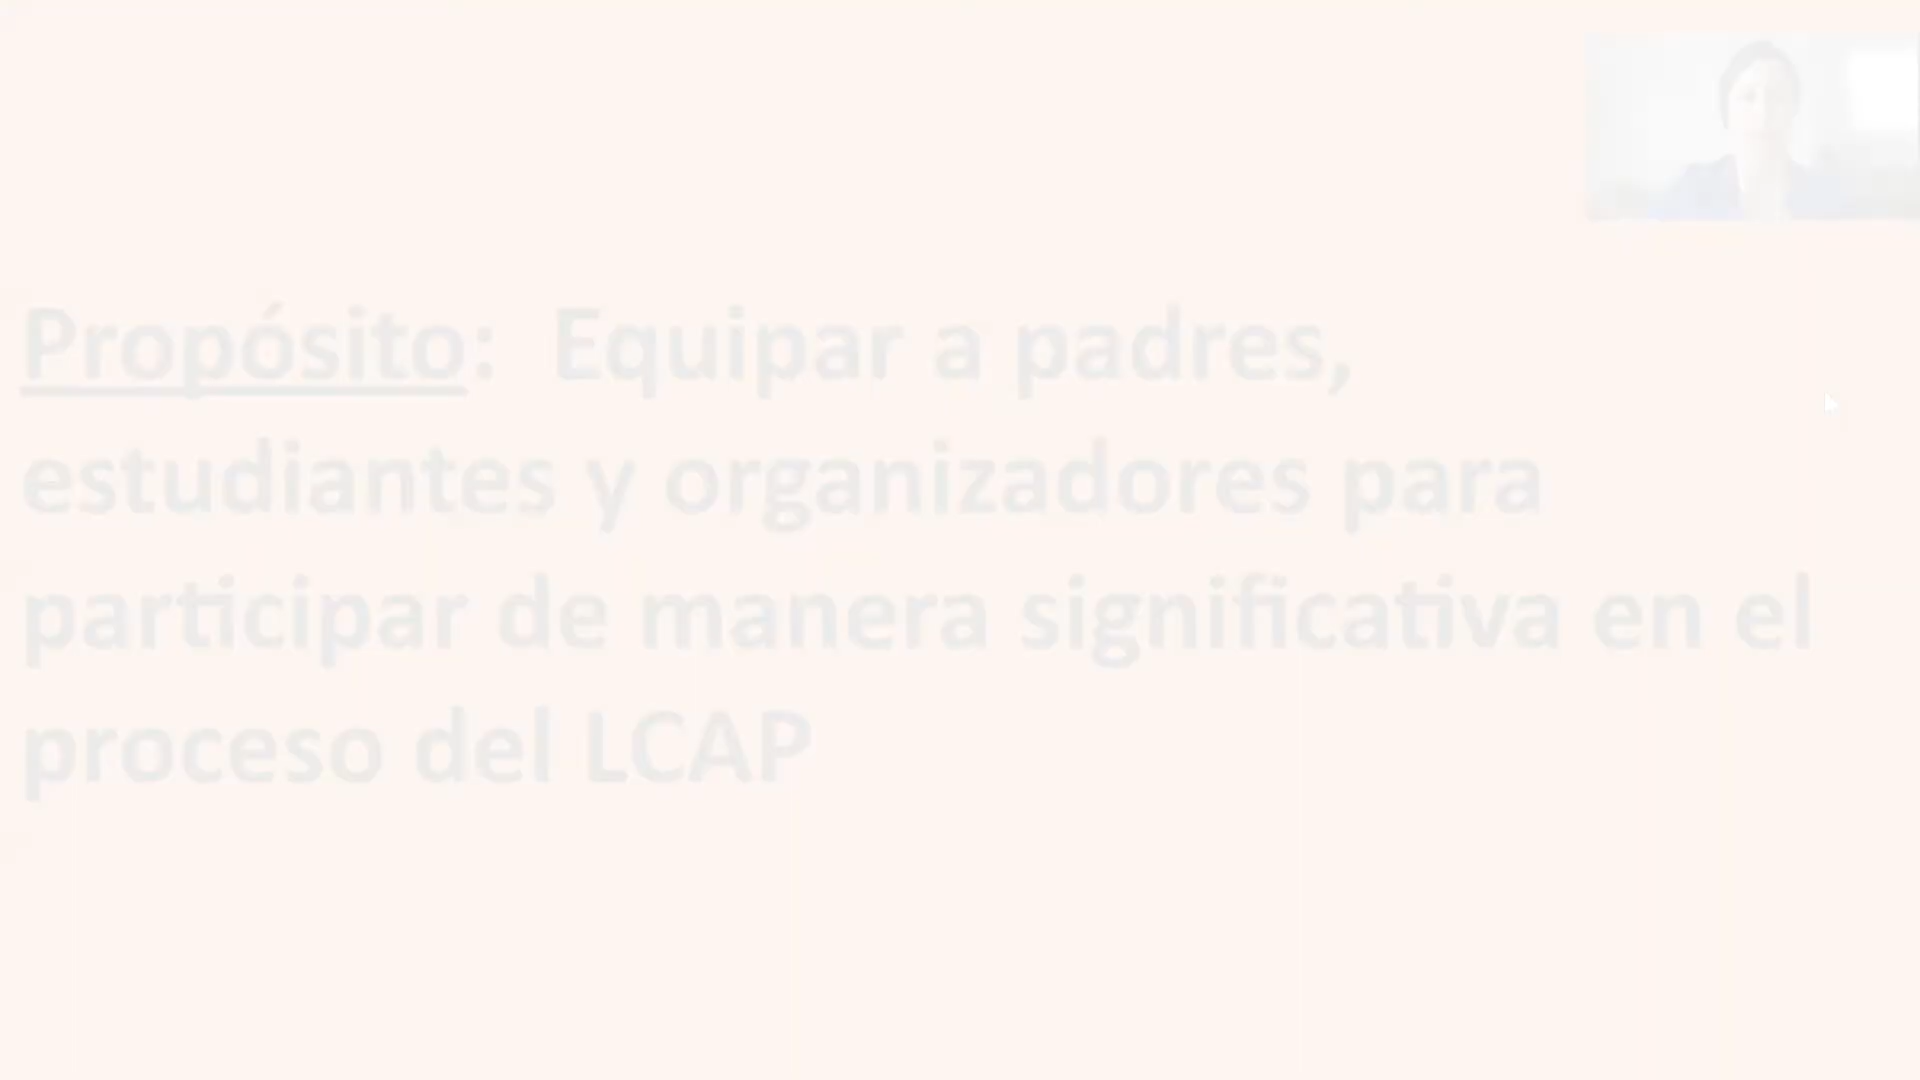 Propósito:  Equipar a padres,
estudiantes y organizadores para
participar de manera significativa en el
proceso del LCAP